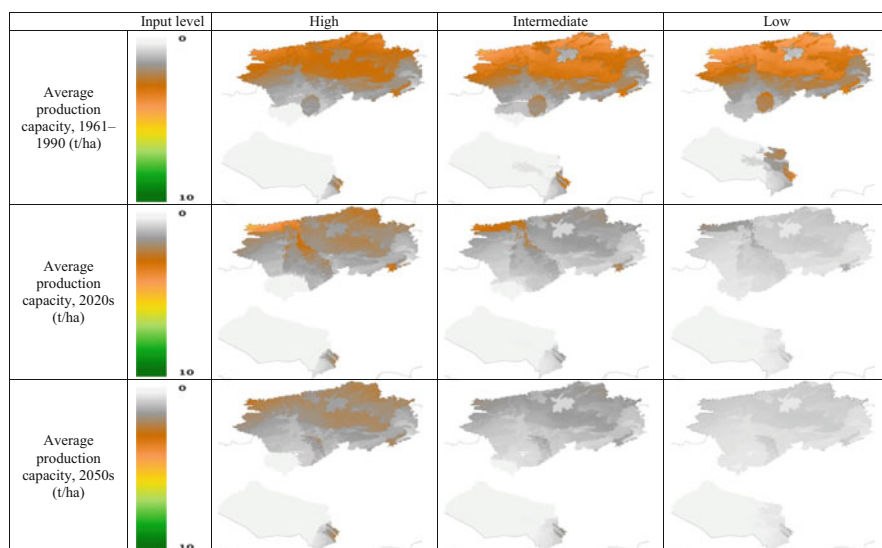 Input level High Intermediate Low
Average
production
capacity, 1961–
1990 (t/ha)
0
10
Average
production
capacity, 2020s
(t/ha)
0
10
Average
production
capacity, 2050s
(t/ha)
0
10